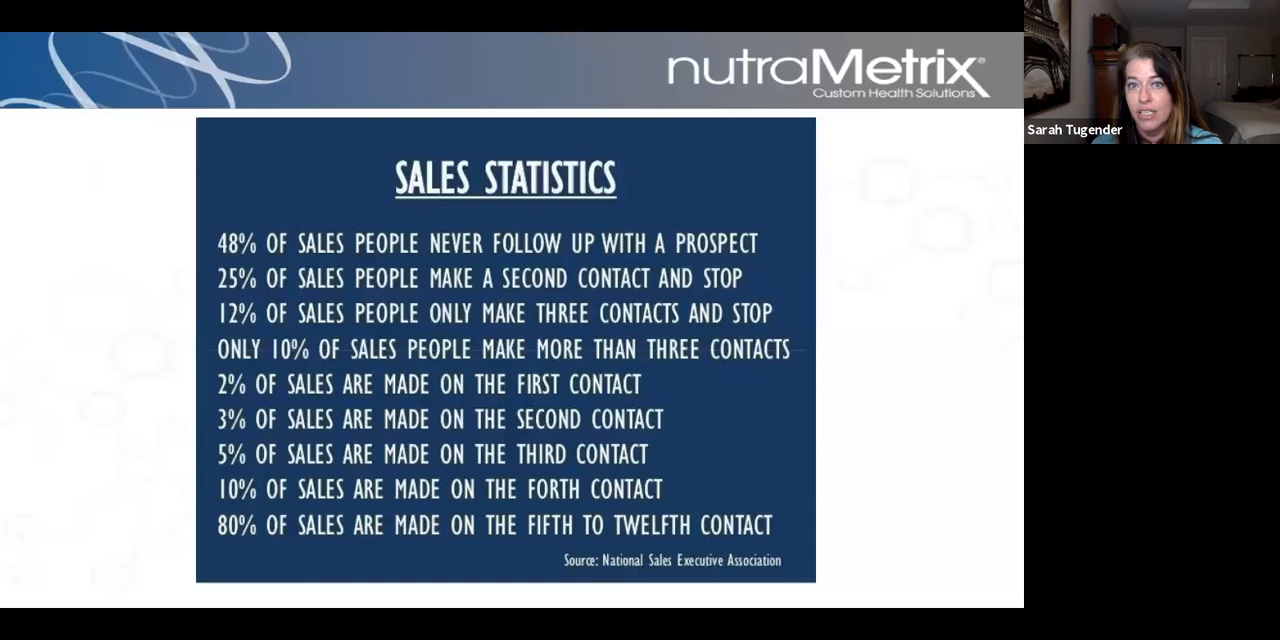 nutraMetrix®
Custom Health Solutions
Sarah Tugender
SALES STATISTICS
48% OF SALES PEOPLE NEVER FOLLOW UP WITH A PROSPECT
25% OF SALES PEOPLE MAKE A SECOND CONTACT AND STOP
12% OF SALES PEOPLE ONLY MAKE THREE CONTACTS AND STOP
ONLY 10% OF SALES PEOPLE MAKE MORE THAN THREE CONTACTS
2% OF SALES ARE MADE ON THE FIRST CONTACT
3% OF SALES ARE MADE ON THE SECOND CONTACT
5% OF SALES ARE MADE ON THE THIRD CONTACT
10% OF SALES ARE MADE ON THE FORTH CONTACT
80% OF SALES ARE MADE ON THE FIFTH TO TWELFTH CONTACT
Source: National Sales Executive Association